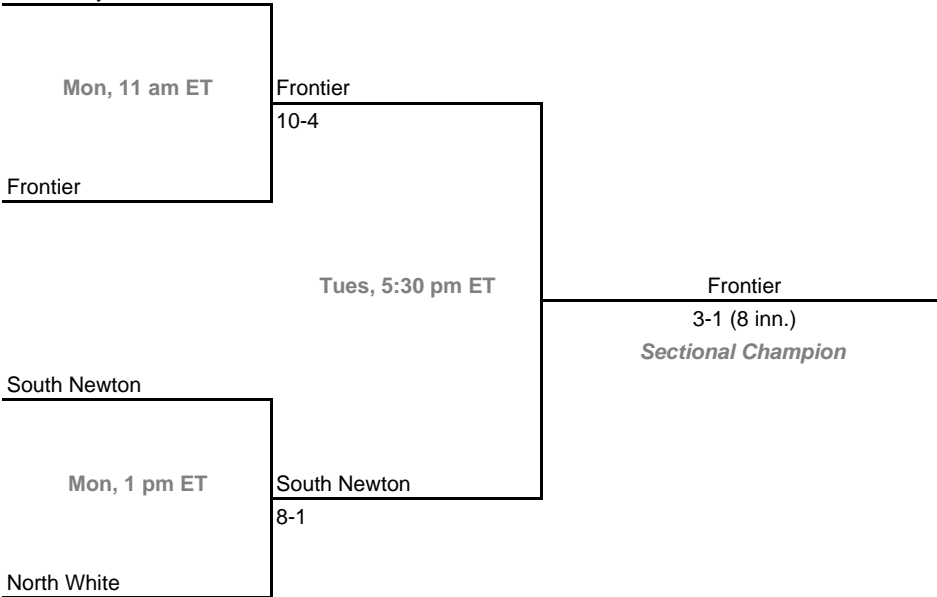 Mon, 11 am ET
Frontier
10-4
Frontier
Tues, 5:30 pm ET
Frontier
3-1 (8 inn.)
Sectional Champion
South Newton
Mon, 1 pm ET
South Newton
8-1
North White